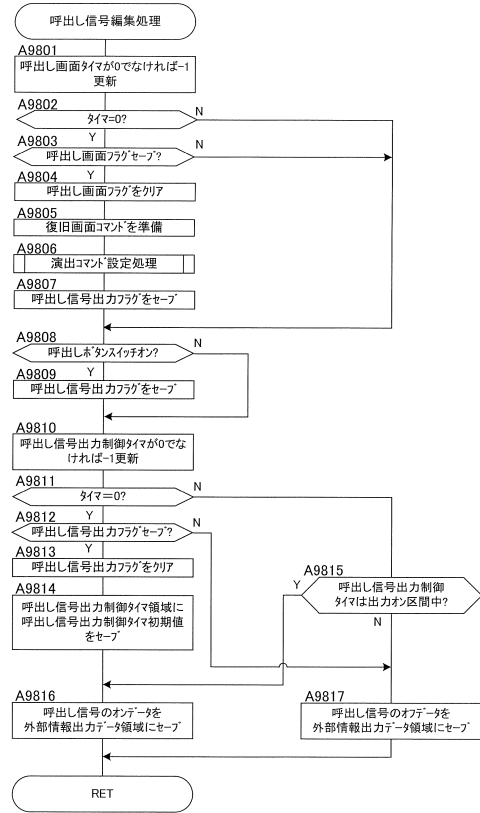 呼出し信号編集処理
A9801
呼出し画面ﾀｲﾏが0でなければ-1
更新
A9802
ﾀｲﾏ=0?
N
Y
A9803
呼出し画面ﾌﾗｸﾞｾｰﾌﾞ?
N
Y
A9804
呼出し画面ﾌﾗｸﾞをｸﾘｱ
A9805
復旧画面ｺﾏﾝﾄﾞを準備
A9806
演出ｺﾏﾝﾄﾞ設定処理
A9807
呼出し信号出力ﾌﾗｸﾞをｾｰﾌﾞ
A9808
呼出しﾎﾞﾀﾝｽｲｯﾁｵﾝ?
N
Y
A9809
呼出し信号出力ﾌﾗｸﾞをｾｰﾌﾞ
A9810
呼出し信号出力制御ﾀｲﾏが0でな
ければ-1更新
A9811
ﾀｲﾏ=0?
N
Y
A9812
呼出し信号出力ﾌﾗｸﾞｾｰﾌﾞ?
N
Y
A9813
呼出し信号出力ﾌﾗｸﾞをｸﾘｱ
A9814
呼出し信号出力制御ﾀｲﾏ領域に
呼出し信号出力制御ﾀｲﾏ初期値
をｾｰﾌﾞ
A9815
Y
呼出し信号出力制御
ﾀｲﾏは出力ｵﾝ区間中?
N
A9816
呼出し信号のｵﾝﾃﾞｰﾀを
外部情報出力ﾃﾞｰﾀ領域にｾｰﾌﾞ
A9817
呼出し信号のｵﾌﾃﾞｰﾀを
外部情報出力ﾃﾞｰﾀ領域にｾｰﾌﾞ
RET